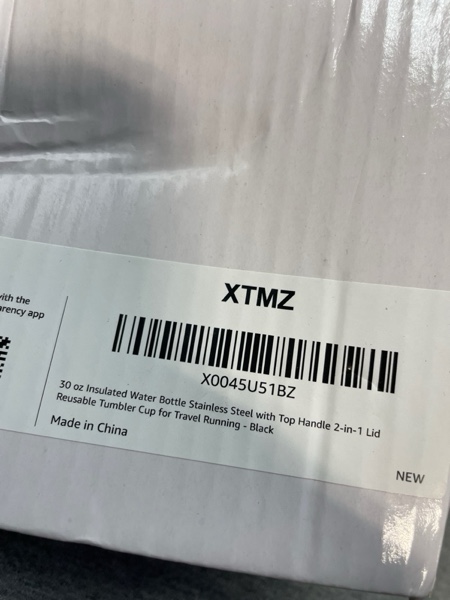 with the
arency app
XTMZ
X0045U51BZ
30 oz Insulated Water Bottle Stainless Steel with Top Handle 2-in-1 Lid
Reusable Tumbler Cup for Travel Running - Black
Made in China
NEW